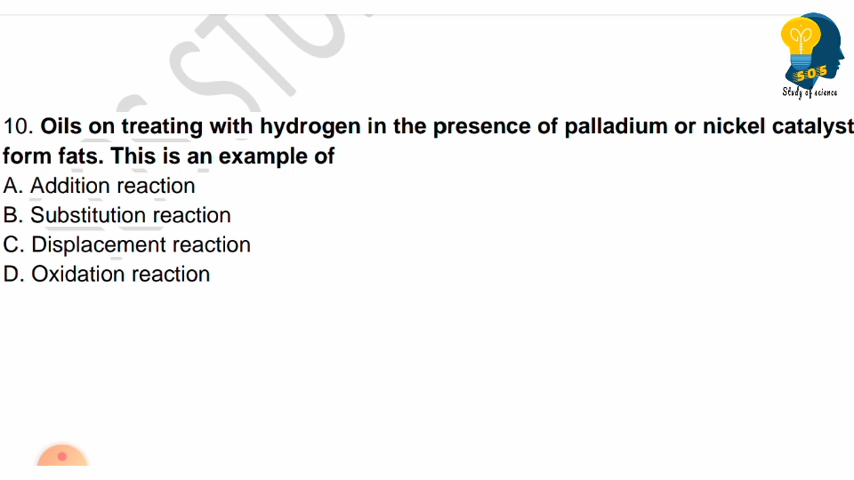 SOS
Study of science
10. Oils on treating with hydrogen in the presence of palladium or nickel catalyst
form fats. This is an example of
A. Addition reaction
B. Substitution reaction
C. Displacement reaction
D. Oxidation reaction